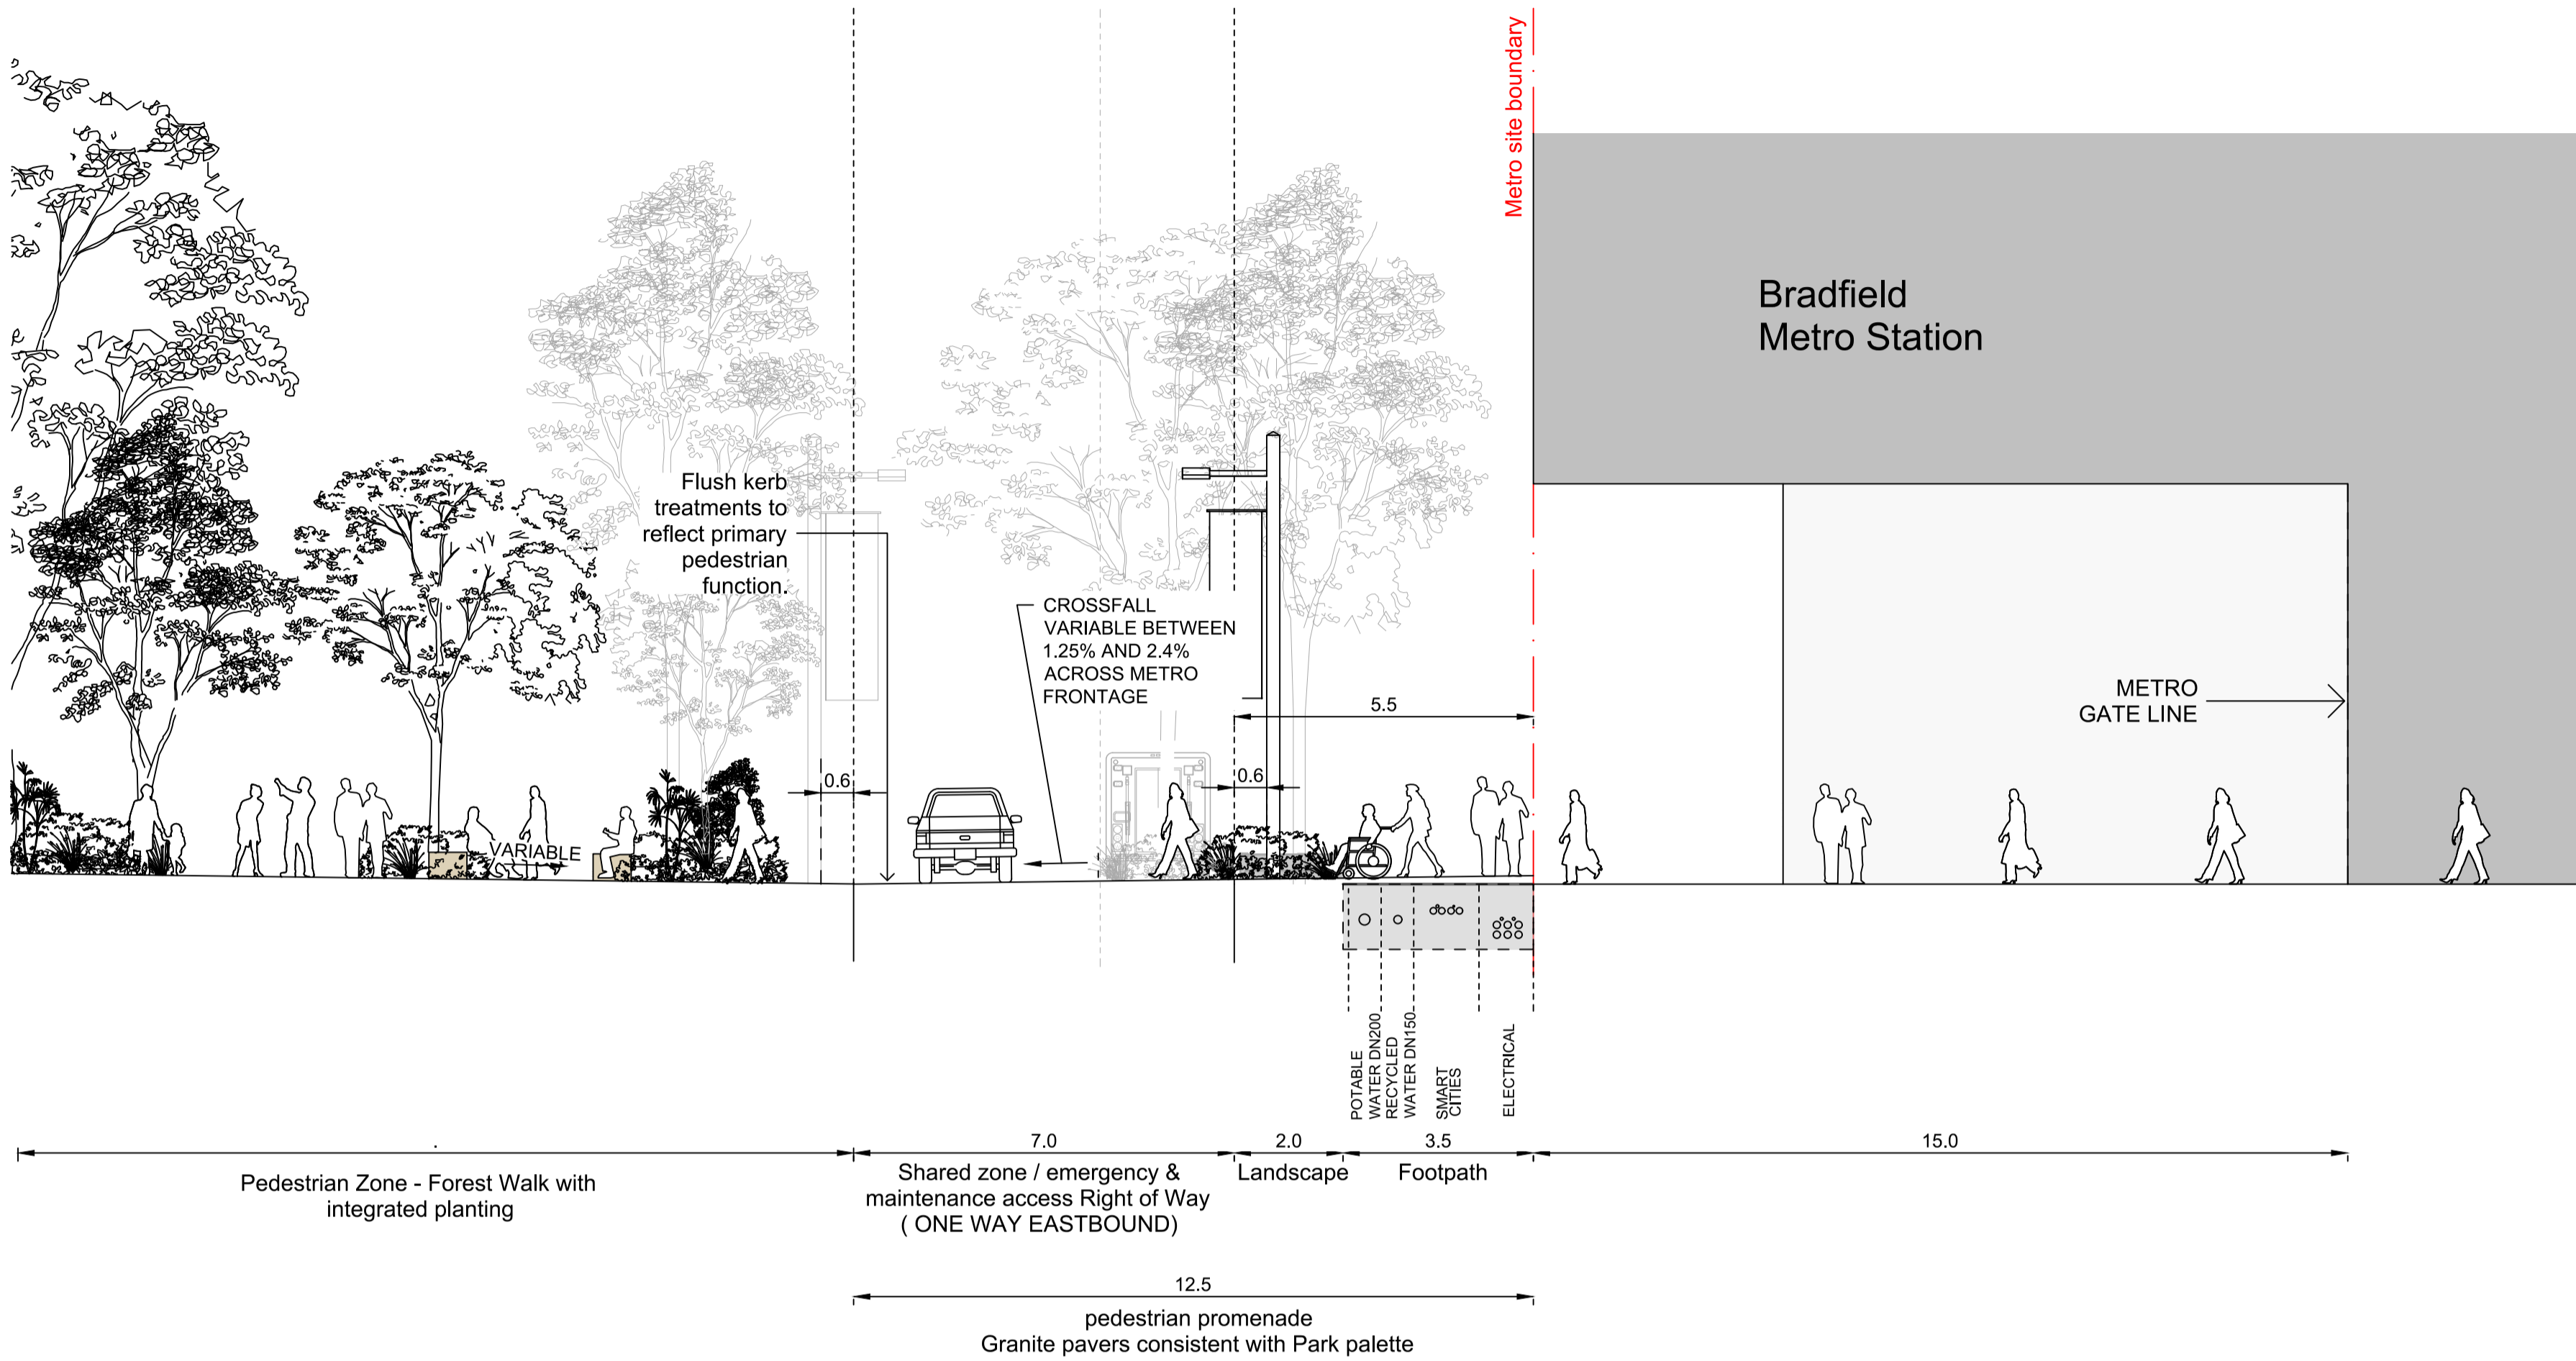 Metro site boundary
Bradfield
Metro Station
Flush kerb
treatments to
reflect primary
pedestrian
function.
CROSSFALL
VARIABLE BETWEEN
1.25% AND 2.4%
ACROSS METRO
FRONTAGE
5.5
METRO
GATE LINE
0.6
0.6
VARIABLE
POTABLE
WATER DN200
RECYCLED
WATER DN150
SMART
CITIES
ELECTRICAL
7.0
2.0
3.5
15.0
Pedestrian Zone - Forest Walk with
integrated planting
Shared zone / emergency &
maintenance access Right of Way
( ONE WAY EASTBOUND)
Landscape
Footpath
12.5
pedestrian promenade
Granite pavers consistent with Park palette